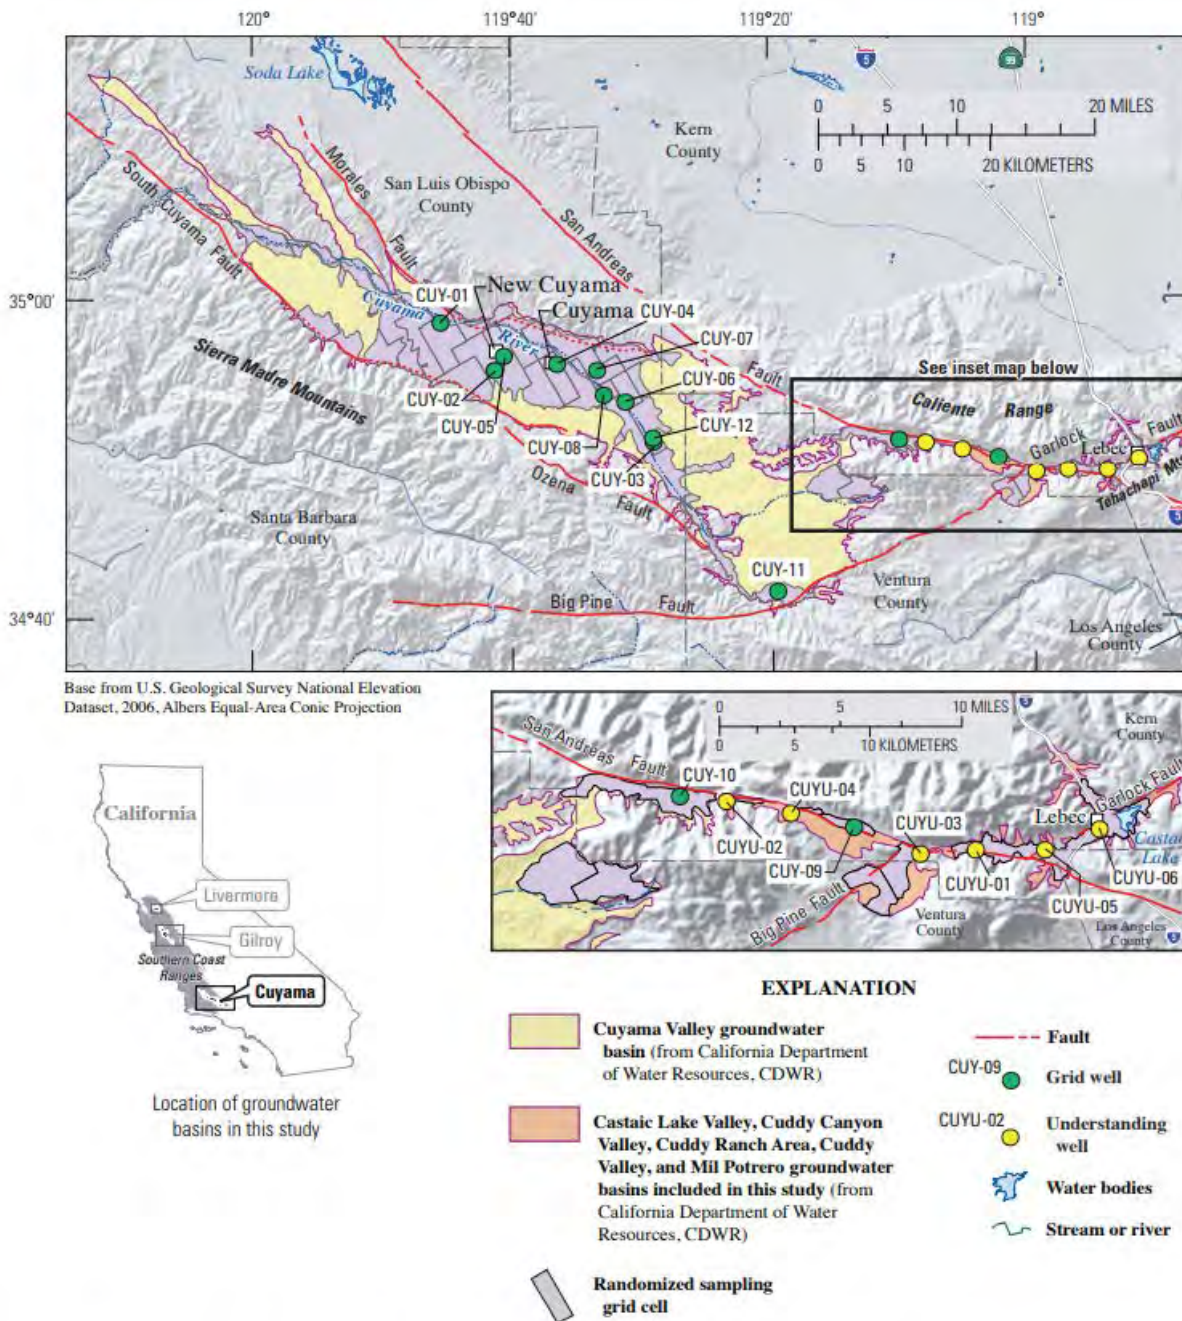 120°
119°40'
119°20'
119°
Soda Lake
5
99
0 5 10 20 MILES
0 5 10 20 KILOMETERS
Kern
County
Morales
Fault
San Luis Obispo
County
South Cuyama Fault
San Andreas
Fault
35°00'
CUY-01
New Cuyama
Cuyama
CUY-04
Cuyama
River
CUY-07
Sierra Madre Mountains
See inset map below
CUY-06
CUY-02
Caliente Range
CUY-05
CUY-12
Garlock
Fault
CUY-08
Lebec
CUY-03
Tehachapi Mts
Ozena
Fault
Santa Barbara
County
5
CUY-11
Ventura
County
Big Pine Fault
34°40'
Los Angeles
County
Base from U.S. Geological Survey National Elevation
Dataset, 2006, Albers Equal-Area Conic Projection
0 5 10 MILES
0 5 10 KILOMETERS
5
Kern
County
San Andreas
Fault
CUY-10
CUYU-04
Garlock Fault
CUYU-03
Lebec
CUYU-02
Castaic
Lake
CUY-09
CUYU-06
CUYU-01
Big Pine Fault
CUYU-05
Ventura
County
Los Angeles
County
5
California
Livermore
Gilroy
Southern Coast
Ranges
Cuyama
Location of groundwater
basins in this study
EXPLANATION
Cuyama Valley groundwater
basin (from California Department
of Water Resources, CDWR)
Castaic Lake Valley, Cuddy Canyon
Valley, Cuddy Ranch Area, Cuddy
Valley, and Mil Potrero groundwater
basins included in this study (from
California Department of Water
Resources, CDWR)
Randomized sampling
grid cell
Fault
CUY-09
Grid well
CUYU-02
Understanding
well
Water bodies
Stream or river